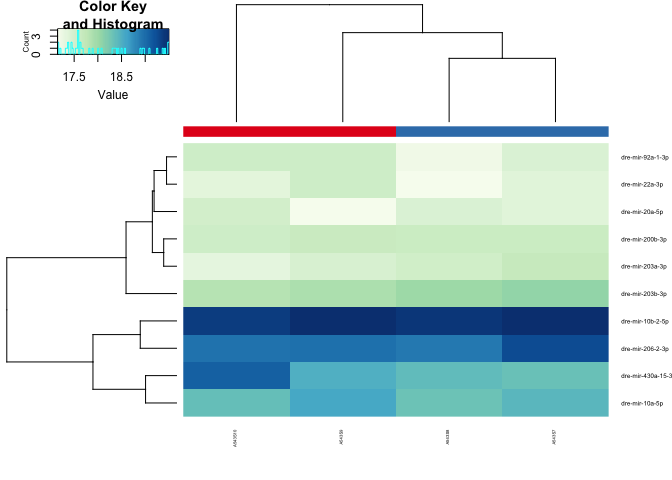 Color Key
and Histogram
Count
0 3
17.5 18.5
Value
dre-mir-92a-1-3p
dre-mir-22a-3p
dre-mir-20a-5p
dre-mir-200b-3p
dre-mir-203a-3p
dre-mir-203b-3p
dre-mir-10b-2-5p
dre-mir-206-2-3p
dre-mir-430a-15-3
dre-mir-10a-5p